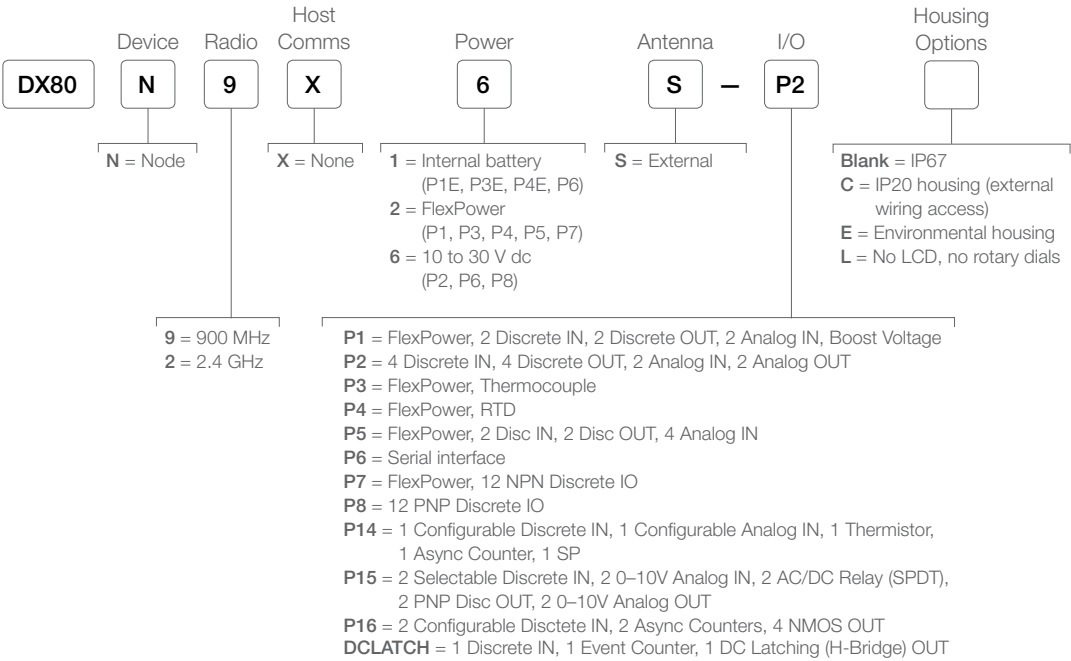 Host
Housing
Device Radio Comms Power Antenna I/O Options
DX80 N 9 X 6 S – P2
N = Node
X = None
1 = Internal battery
(P1E, P3E, P4E, P6)
2 = FlexPower
(P1, P3, P4, P5, P7)
6 = 10 to 30 V dc
(P2, P6, P8)
S = External
Blank = IP67
C = IP20 housing (external
wiring access)
E = Environmental housing
L = No LCD, no rotary dials
9 = 900 MHz
2 = 2.4 GHz
P1 = FlexPower, 2 Discrete IN, 2 Discrete OUT, 2 Analog IN, Boost Voltage
P2 = 4 Discrete IN, 4 Discrete OUT, 2 Analog IN, 2 Analog OUT
P3 = FlexPower, Thermocouple
P4 = FlexPower, RTD
P5 = FlexPower, 2 Disc IN, 2 Disc OUT, 4 Analog IN
P6 = Serial interface
P7 = FlexPower, 12 NPN Discrete IO
P8 = 12 PNP Discrete IO
P14 = 1 Configurable Discrete IN, 1 Configurable Analog IN, 1 Thermistor,
1 Async Counter, 1 SP
P15 = 2 Selectable Discrete IN, 2 0–10V Analog IN, 2 AC/DC Relay (SPDT),
2 PNP Disc OUT, 2 0–10V Analog OUT
P16 = 2 Configurable Disctete IN, 2 Async Counters, 4 NMOS OUT
DCLATCH = 1 Discrete IN, 1 Event Counter, 1 DC Latching (H-Bridge) OUT